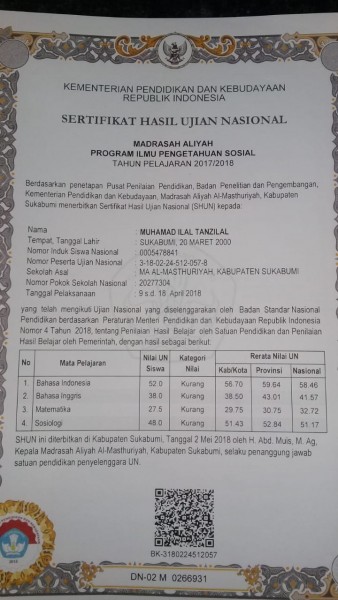 KEMENTERIAN PENDIDIKAN DAN KEBUDAYAAN
REPUBLIK INDONESIA
SERTIFIKAT HASIL UJIAN NASIONAL
MADRASAH ALIYAH
PROGRAM ILMU PENGETAHUAN SOSIAL
TAHUN PELAJARAN 2017/2018
Berdasarkan penetapan Pusat Penilaian Pendidikan, Badan Penelitian dan Pengembangan,
Kementerian Pendidikan dan Kebudayaan, Madrasah Aliyah Al-Masthuriyah, Kabupaten
Sukabumi menerbitkan Sertifikat Hasil Ujian Nasional (SHUN) kepada:
Nama : MUHAMAD ILAL TANZILAL
Tempat, Tanggal Lahir : SUKABUMI, 20 MARET 2000
Nomor Induk Siswa Nasional : 0005478841
Nomor Peserta Ujian Nasional : 3-18-02-24-512-057-8
Sekolah Asal : MA AL-MASTHURIYAH, KABUPATEN SUKABUMI
Nomor Pokok Sekolah Nasional : 20277304
Tanggal Pelaksanaan : 9 s.d. 18 April 2018
yang telah mengikuti Ujian Nasional yang diselenggarakan oleh Badan Standar Nasional
Pendidikan berdasarkan Peraturan Menteri Pendidikan dan Kebudayaan Republik Indonesia
Nomor 4 Tahun 2018, tentang Penilaian Hasil Belajar oleh Satuan Pendidikan dan Penilaian
Hasil Belajar oleh Pemerintah, dengan hasil sebagai berikut:
No Mata Pelajaran Nilai UN Siswa Kategori Nilai Rerata Nilai UN
Kab/Kota Provinsi Nasional
1. Bahasa Indonesia 52.0 Kurang 56.70 59.64 58.46
2. Bahasa Inggris 38.0 Kurang 38.50 43.01 41.57
3. Matematika 27.5 Kurang 29.75 30.75 32.72
4. Sosiologi 48.0 Kurang 51.43 52.84 51.17
SHUN ini diterbitkan di Kabupaten Sukabumi, Tanggal 2 Mei 2018 oleh H. Abd. Muis, M. Ag,
Kepala Madrasah Aliyah Al-Masthuriyah, Kabupaten Sukabumi, selaku penanggung jawab
satuan pendidikan penyelenggara UN.
BK-3180224512057
DN-02 M 0266931